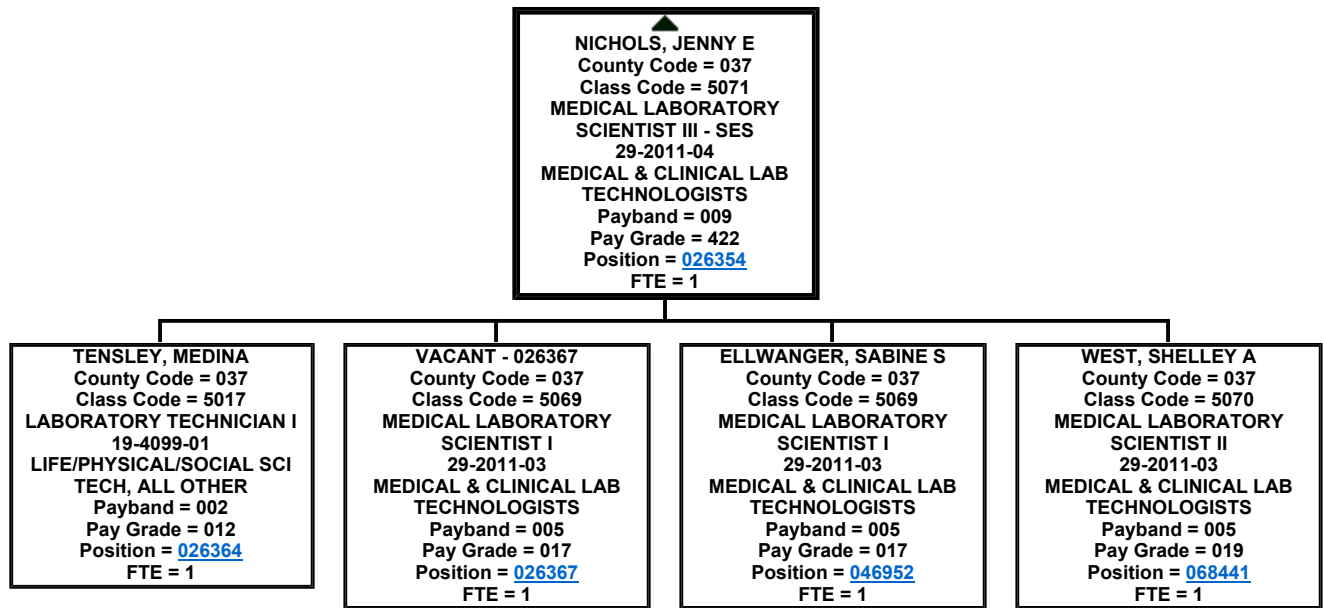 NICHOLS, JENNY E
County Code = 037
Class Code = 5071
MEDICAL LABORATORY
SCIENTIST III - SES
29-2011-04
MEDICAL & CLINICAL LAB
TECHNOLOGISTS
Payband = 009
Pay Grade = 422
Position = 026354
FTE = 1
TENSLEY, MEDINA
County Code = 037
Class Code = 5017
LABORATORY TECHNICIAN I
19-4099-01
LIFE/PHYSICAL/SOCIAL SCI
TECH, ALL OTHER
Payband = 002
Pay Grade = 012
Position = 026364
FTE = 1
VACANT - 026367
County Code = 037
Class Code = 5069
MEDICAL LABORATORY
SCIENTIST I
29-2011-03
MEDICAL & CLINICAL LAB
TECHNOLOGISTS
Payband = 005
Pay Grade = 017
Position = 026367
FTE = 1
ELLWANGER, SABINE S
County Code = 037
Class Code = 5069
MEDICAL LABORATORY
SCIENTIST I
29-2011-03
MEDICAL & CLINICAL LAB
TECHNOLOGISTS
Payband = 005
Pay Grade = 017
Position = 046952
FTE = 1
WEST, SHELLEY A
County Code = 037
Class Code = 5070
MEDICAL LABORATORY
SCIENTIST II
29-2011-03
MEDICAL & CLINICAL LAB
TECHNOLOGISTS
Payband = 005
Pay Grade = 019
Position = 068441
FTE = 1